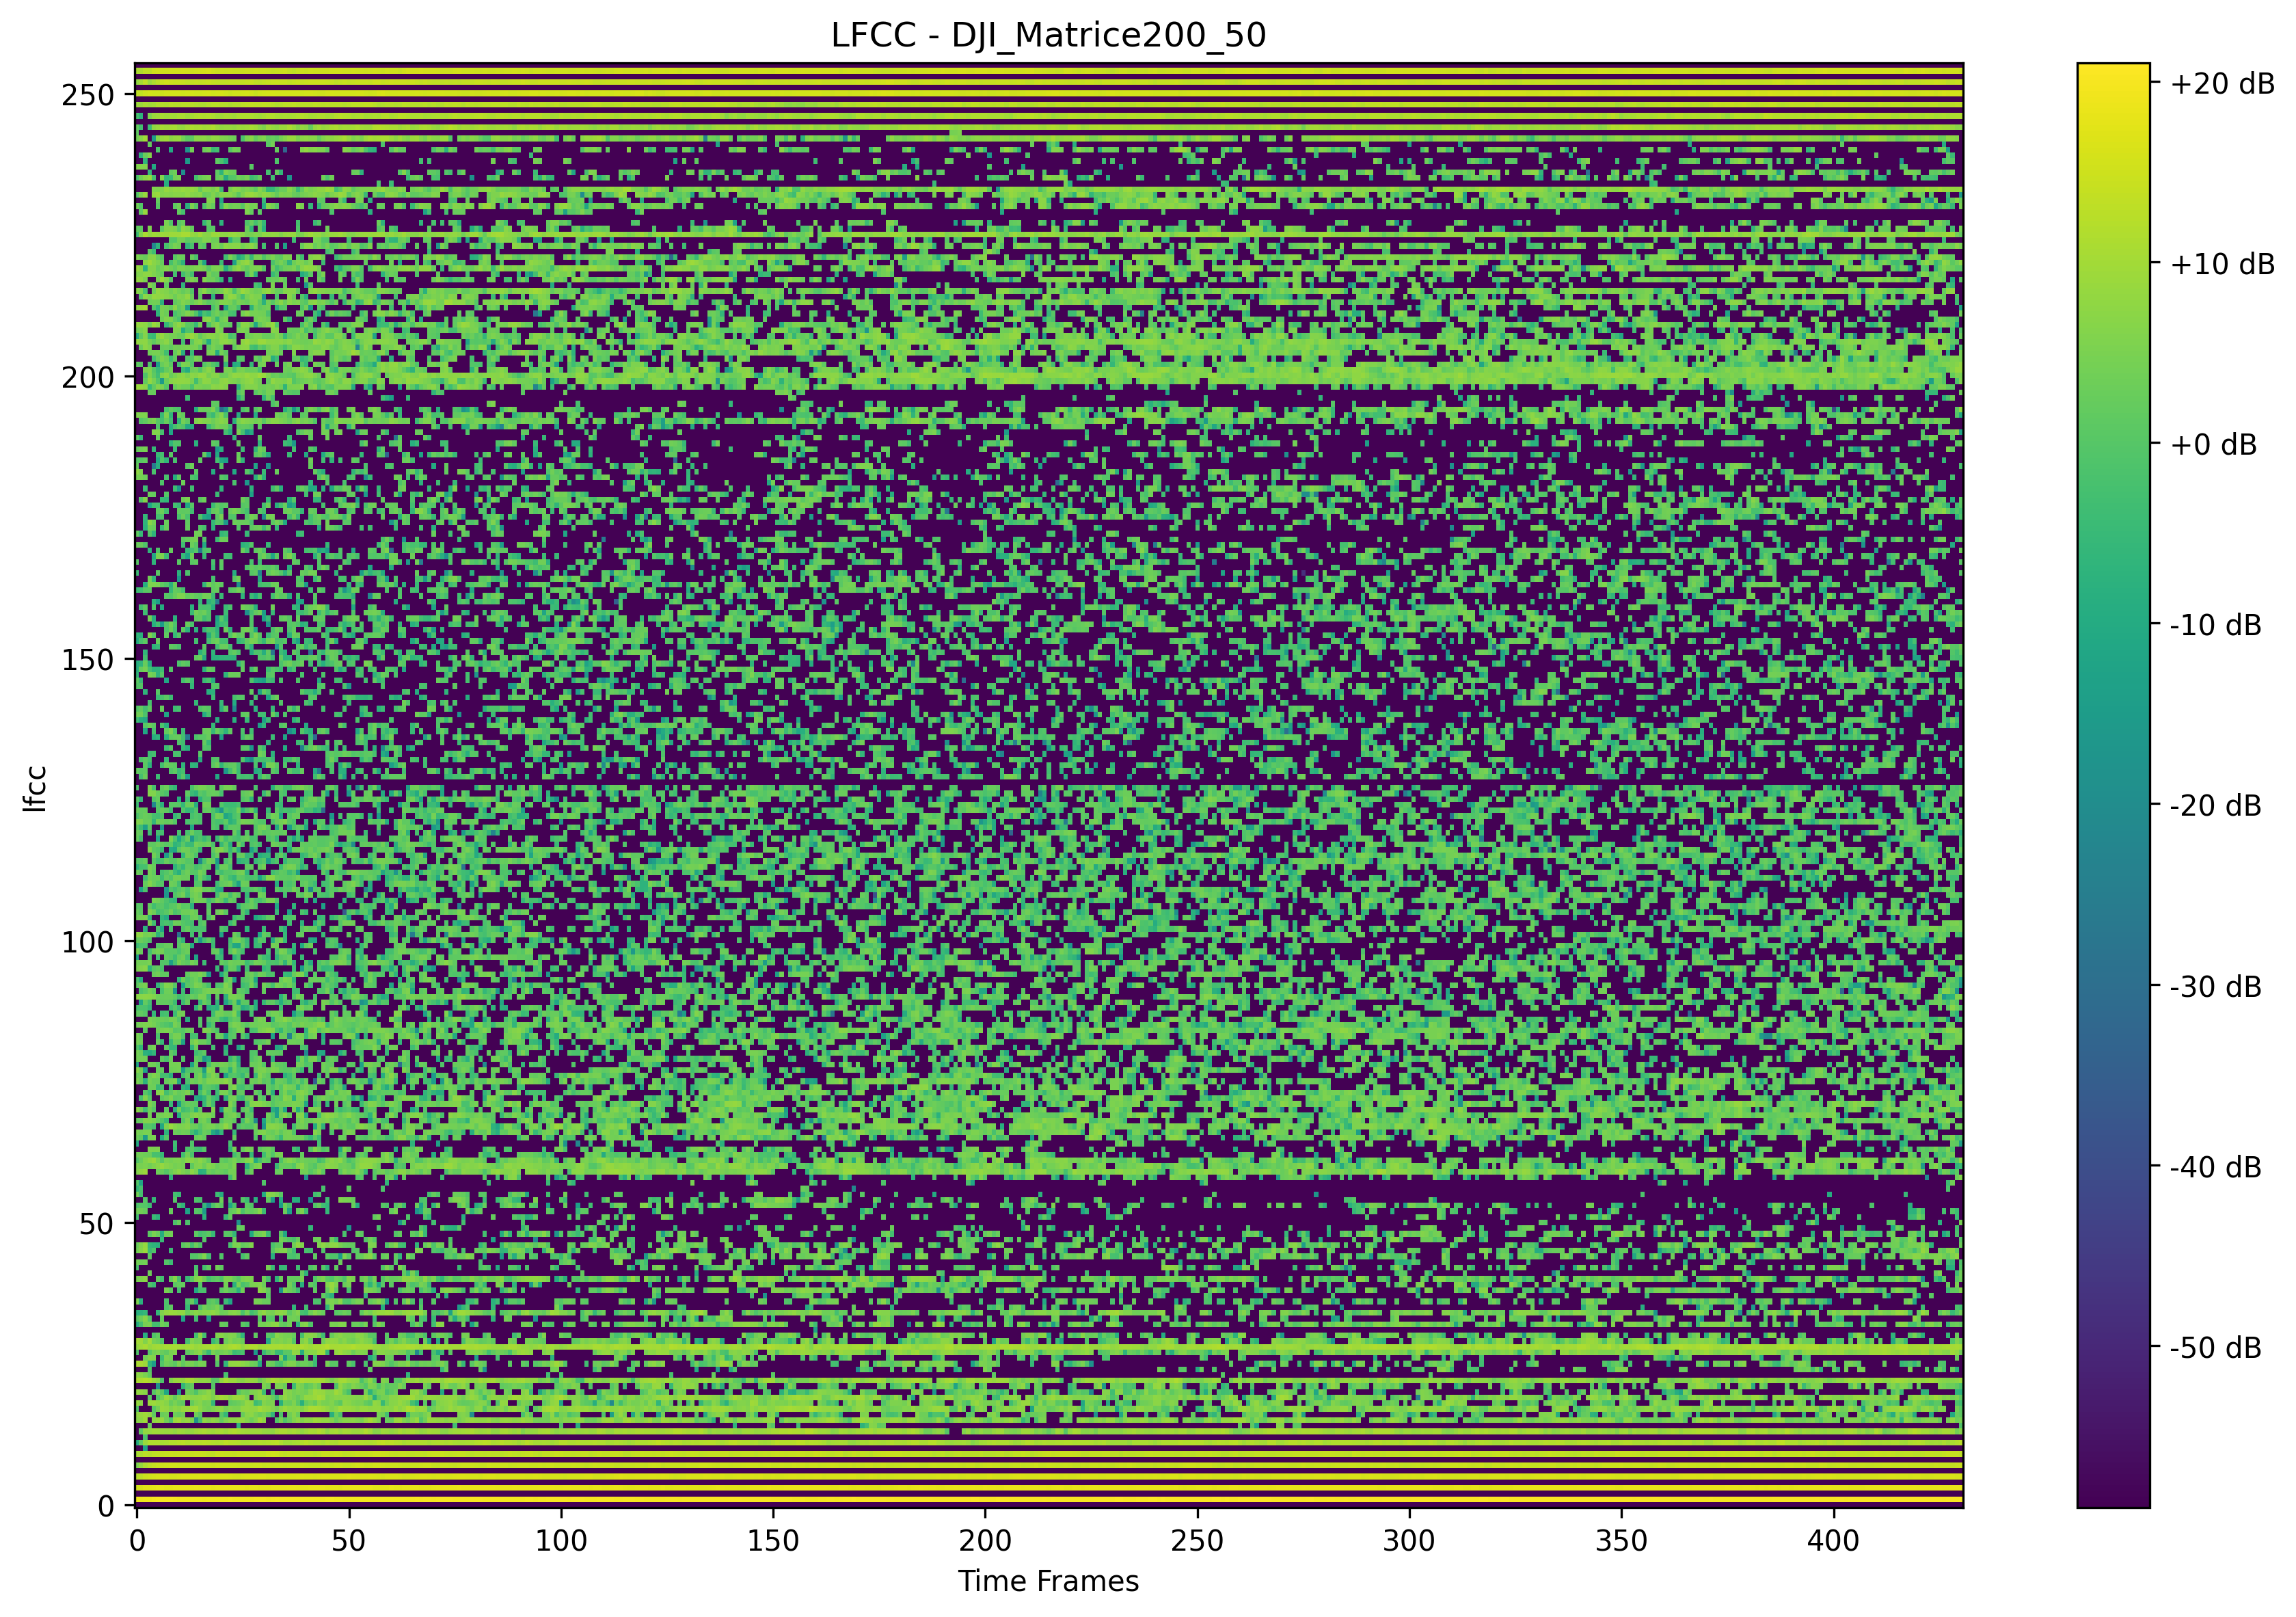 LFCC - DJI_Matrice200_50
250
200
150
100
50
0
lfcc
0 50 100 150 200 250 300 350 400
Time Frames
+20 dB
+10 dB
+0 dB
-10 dB
-20 dB
-30 dB
-40 dB
-50 dB